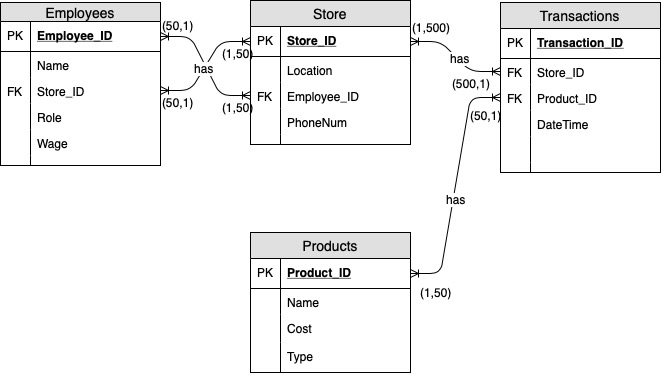 Employees
PK Employee_ID
Name
FK Store_ID
Role
Wage
(50,1)
has
(50,1)
Store
PK Store_ID
Location
FK Employee_ID
PhoneNum
(1,50)
(1,50)
(1,500)
has
(500,1)
Transactions
PK Transaction_ID
FK Store_ID
FK Product_ID
DateTime
(50,1)
has
(1,50)
Products
PK Product_ID
Name
Cost
Type